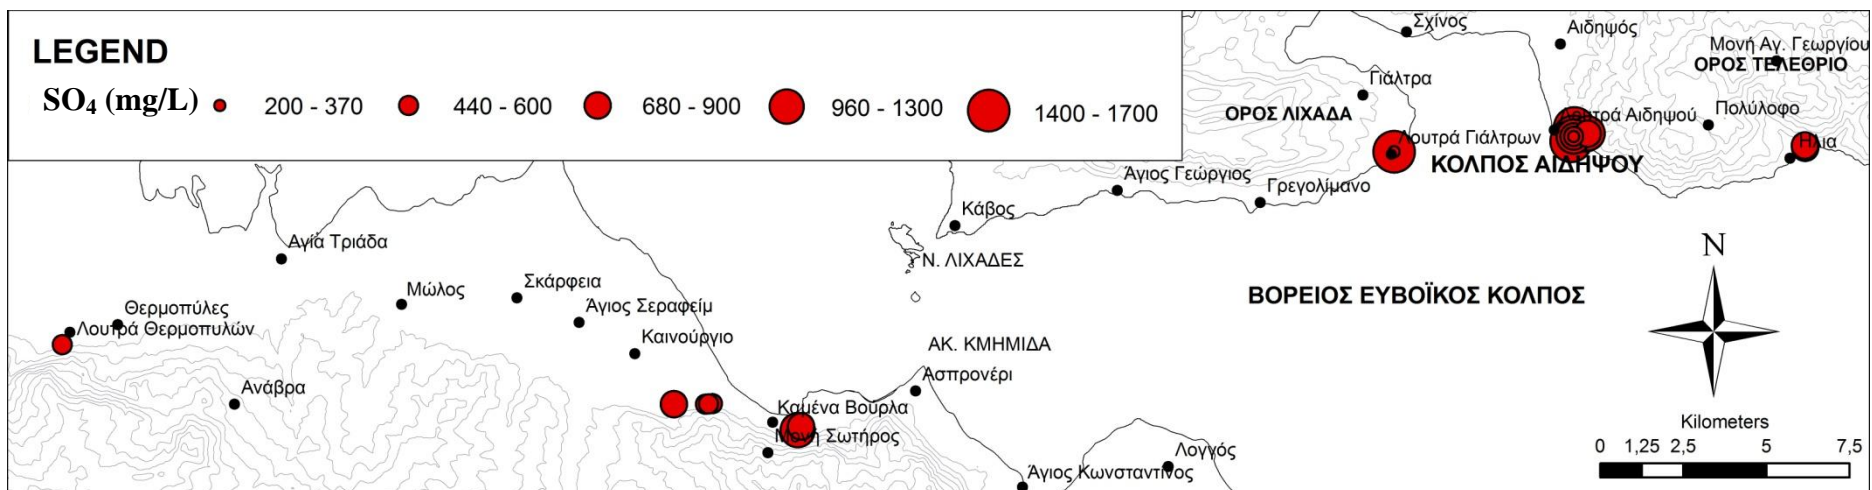 LEGEND
SO4 (mg/L) 200 - 370 440 - 600 680 - 900 960 - 1300 1400 - 1700
Σχίνος
Αιδηψός
Μονή Αγ. Γεωργίου
ΟΡΟΣ ΤΕΛΕΘΡΙΟ
Γιάλτρα
ΟΡΟΣ ΛΙΧΑΔΑ
Λουτρά Αιδηψού
Πολύλοφο
Λουτρά Γιάλτρων
Ηλια
ΚΟΛΠΟΣ ΑΙΔΗΨΟΥ
Άγιος Γεώργιος
Γρεγολίμανο
Κάβος
Αγία Τριάδα
Ν. ΛΙΧΑΔΕΣ
N
Μώλος
Σκάρφεια
ΒΟΡΕΙΟΣ ΕΥΒΟΪΚΟΣ ΚΟΛΠΟΣ
Θερμοπύλες
Άγιος Σεραφείμ
Λουτρά Θερμοπυλών
Καινούργιο
ΑΚ. ΚΜΗΜΙΔΑ
Ασπρονέρι
Ανάβρα
Καμένα Βούρλα
Μονή Σωτήρος
Λογγός
Άγιος Κωνσταντίνος
Kilometers
0 1,25 2,5 5 7,5